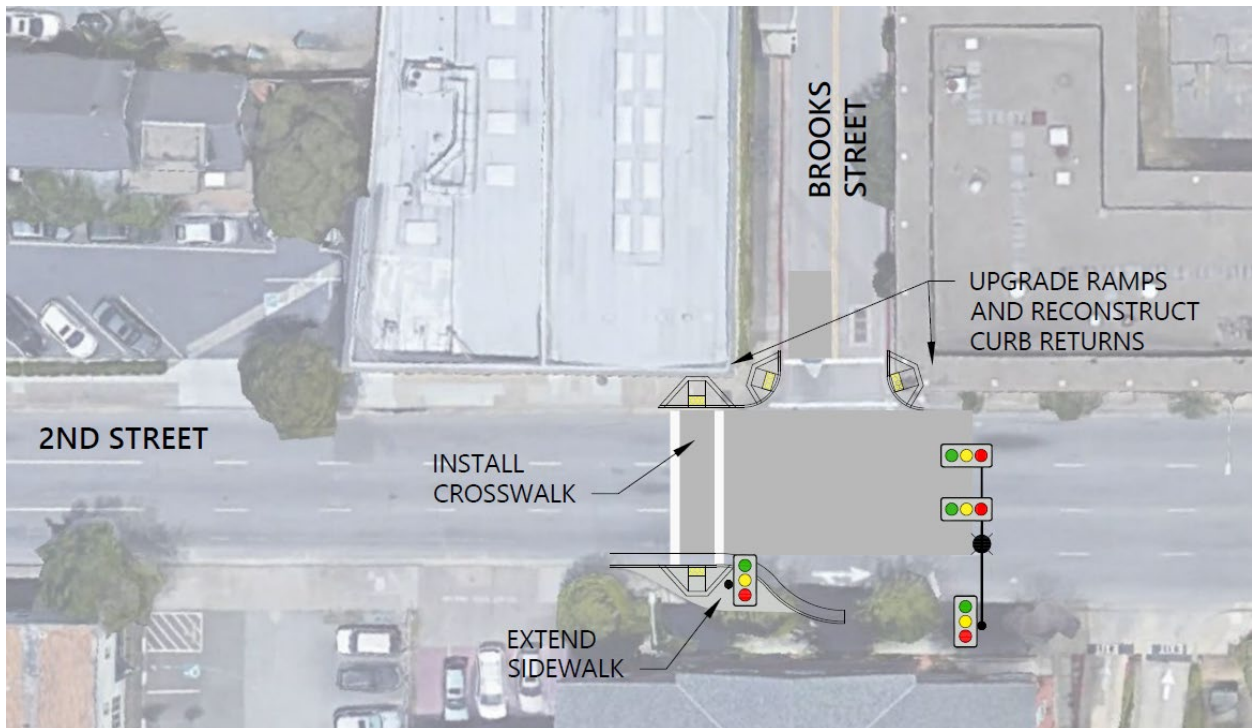 BROOKS
STREET
UPGRADE RAMPS
AND RECONSTRUCT
CURB RETURNS
2ND STREET
INSTALL
CROSSWALK
EXTEND
SIDEWALK